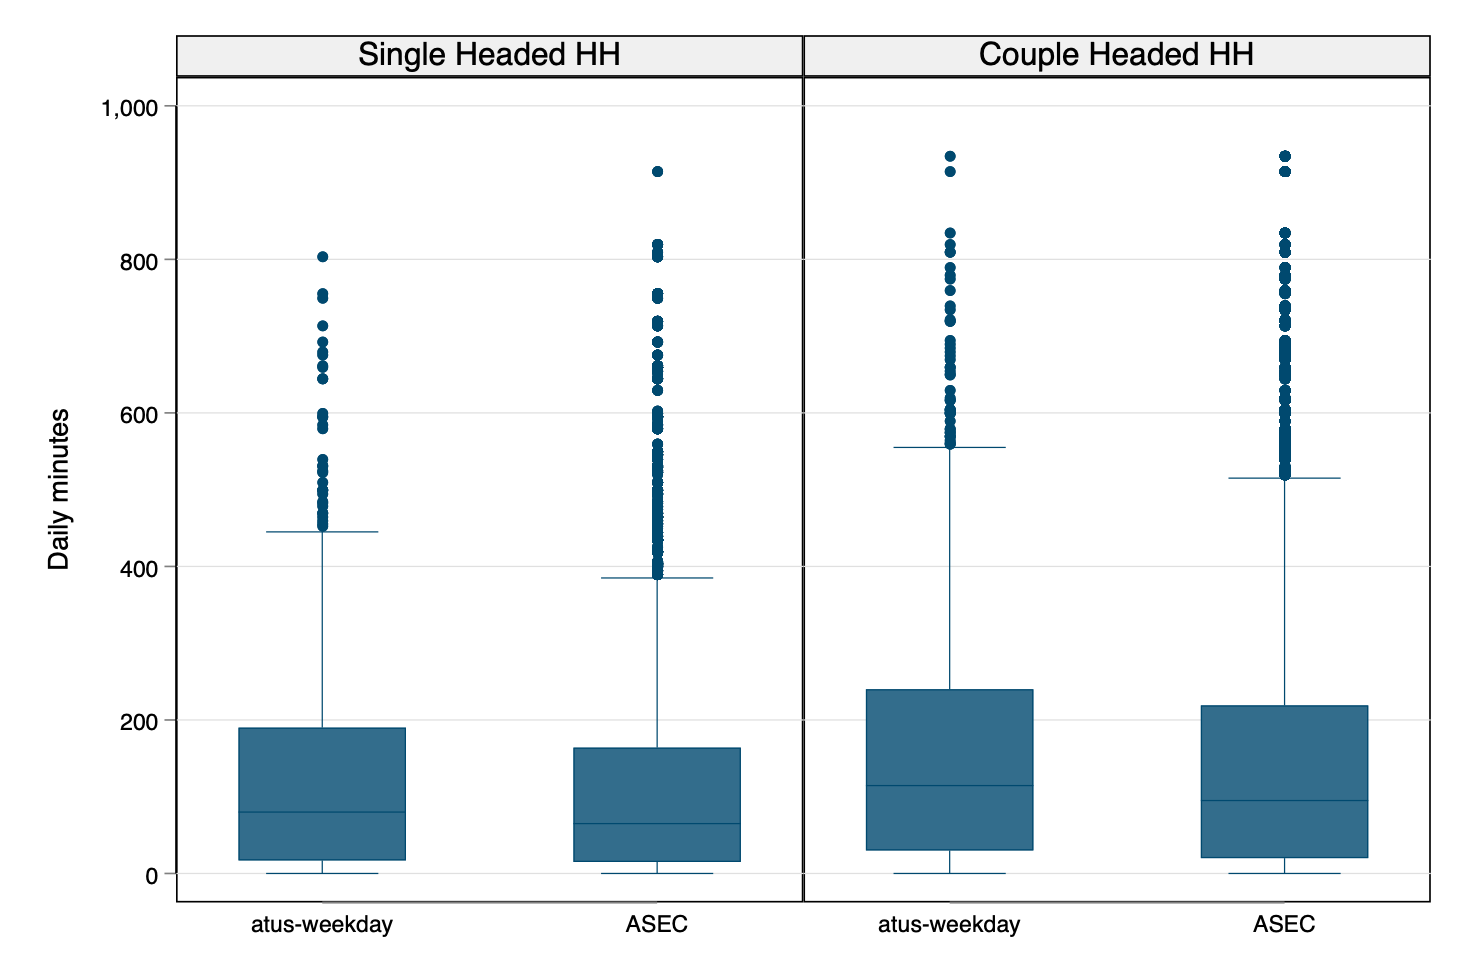 Single Headed HH
Couple Headed HH
Daily minutes
1,000
800
600
400
200
0
atus-weekday
ASEC
atus-weekday
ASEC